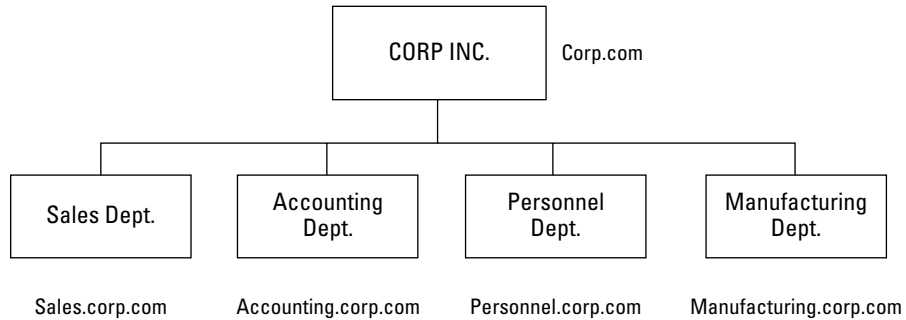 CORP INC.
Corp.com
Sales Dept.
Accounting
Dept.
Personnel
Dept.
Manufacturing
Dept.
Sales.corp.com
Accounting.corp.com
Personnel.corp.com
Manufacturing.corp.com